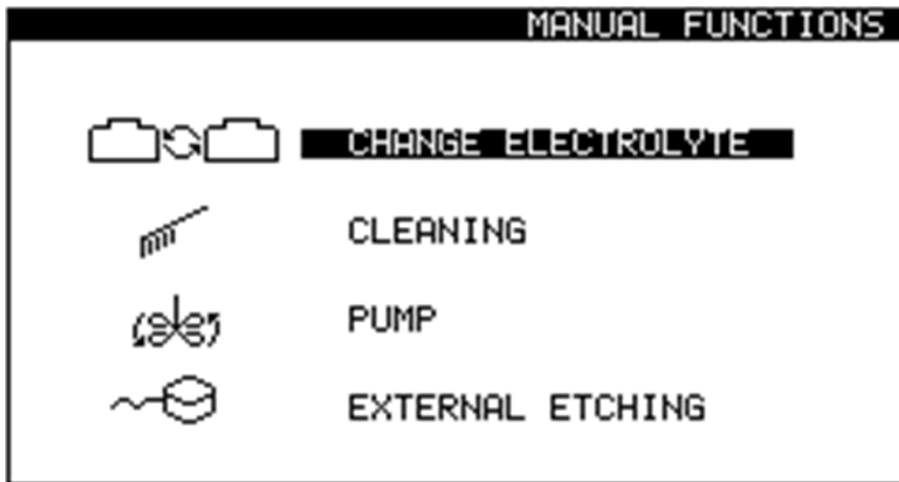 MANUAL FUNCTIONS
CHANGE ELECTROLYTE
CLEANING
PUMP
EXTERNAL ETCHING